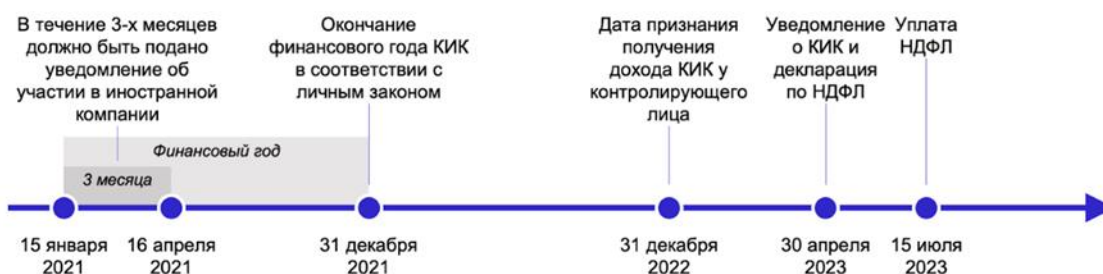 В течение 3-х месяцев
должно быть подано
уведомление об
участии в иностранной
компании
Окончание
финансового года КИК
в соответствии с
личным законом
Дата признания
получения
дохода КИК у
контролирующего
лица
Уведомление
о КИК и
декларация
по НДФЛ
Уплата
НДФЛ
Финансовый год
3 месяца
15 января
2021
16 апреля
2021
31 декабря
2021
31 декабря
2022
30 апреля
2023
15 июля
2023